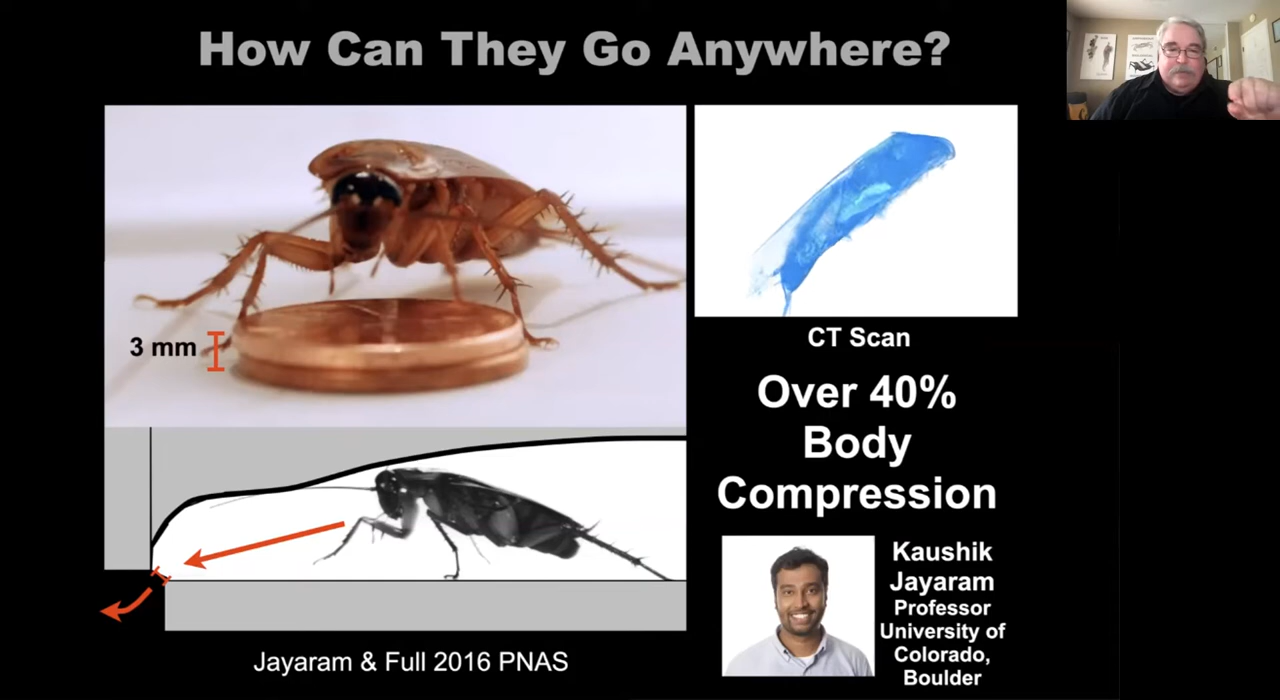 How Can They Go Anywhere?
3 mm
CT Scan
Over 40%
Body
Compression
Kaushik
Jayaram
Professor
University of
Colorado,
Boulder
Jayaram & Full 2016 PNAS